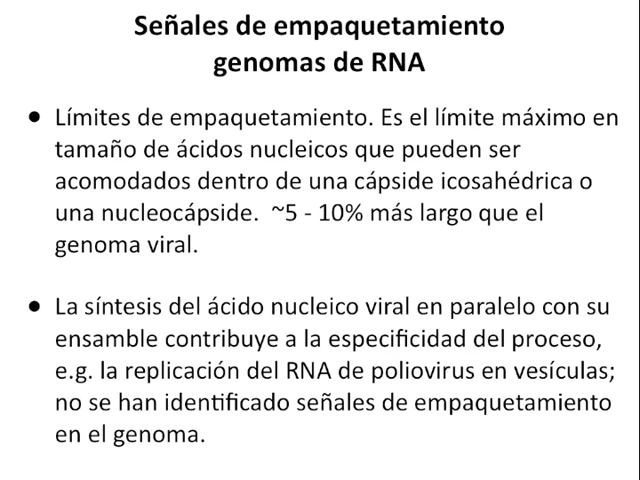 Señales de empaquetamiento
genomas de RNA
● Límites de empaquetamiento. Es el límite máximo en
tamaño de ácidos nucleicos que pueden ser
acomodados dentro de una cápside icosahédrica o
una nucleocápside. ~5 - 10% más largo que el
genoma viral.
● La síntesis del ácido nucleico viral en paralelo con su
ensamble contribuye a la especificidad del proceso,
e.g. la replicación del RNA de poliovirus en vesículas;
no se han identificado señales de empaquetamiento
en el genoma.